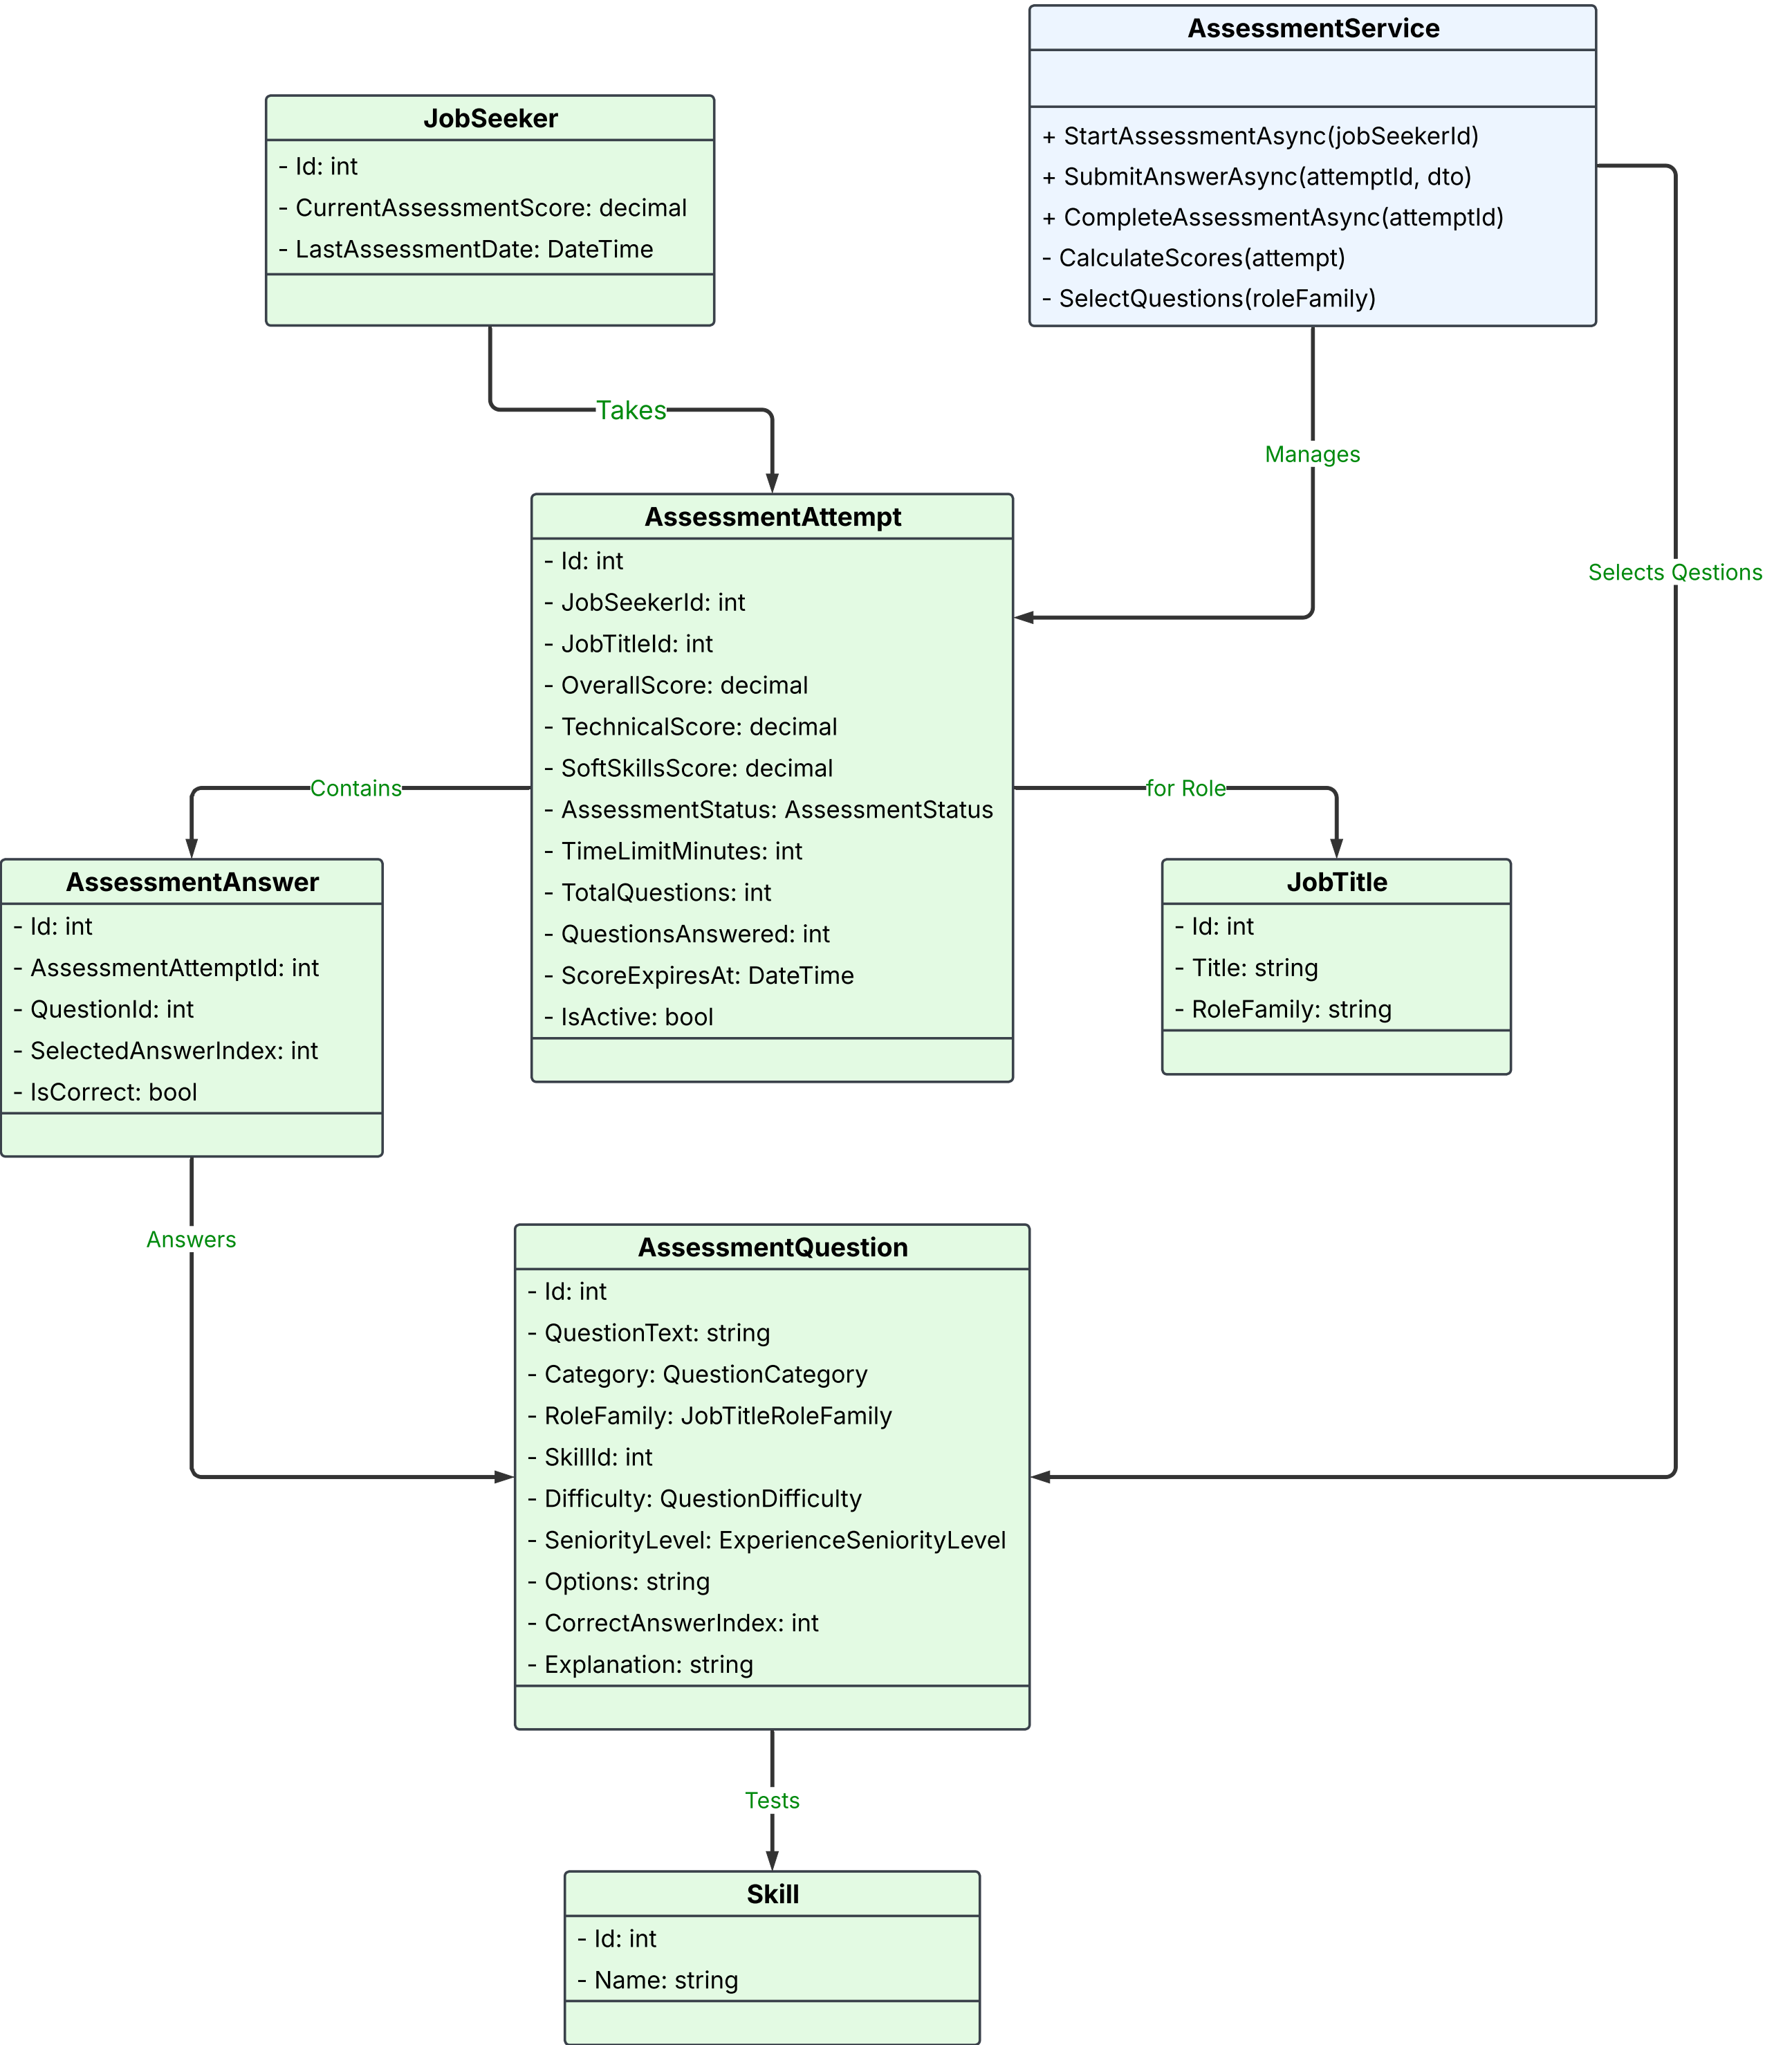 AssessmentService
+ StartAssessmentAsync(jobSeekerId)
+ SubmitAnswerAsync(attemptId, dto)
+ CompleteAssessmentAsync(attemptId)
- CalculateScores(attempt)
- SelectQuestions(roleFamily)
JobSeeker
- Id: int
- CurrentAssessmentScore: decimal
- LastAssessmentDate: DateTime
Takes
Manages
Selects Qestions
AssessmentAttempt
- Id: int
- JobSeekerId: int
- JobTitleId: int
- OverallScore: decimal
- TechnicalScore: decimal
- SoftSkillsScore: decimal
- AssessmentStatus: AssessmentStatus
- TimeLimitMinutes: int
- TotalQuestions: int
- QuestionsAnswered: int
- ScoreExpiresAt: DateTime
- IsActive: bool
Contains
for Role
AssessmentAnswer
- Id: int
- AssessmentAttemptId: int
- QuestionId: int
- SelectedAnswerIndex: int
- IsCorrect: bool
JobTitle
- Id: int
- Title: string
- RoleFamily: string
Answers
AssessmentQuestion
- Id: int
- QuestionText: string
- Category: QuestionCategory
- RoleFamily: JobTitleRoleFamily
- SkillId: int
- Difficulty: QuestionDifficulty
- SeniorityLevel: ExperienceSeniorityLevel
- Options: string
- CorrectAnswerIndex: int
- Explanation: string
Tests
Skill
- Id: int
- Name: string